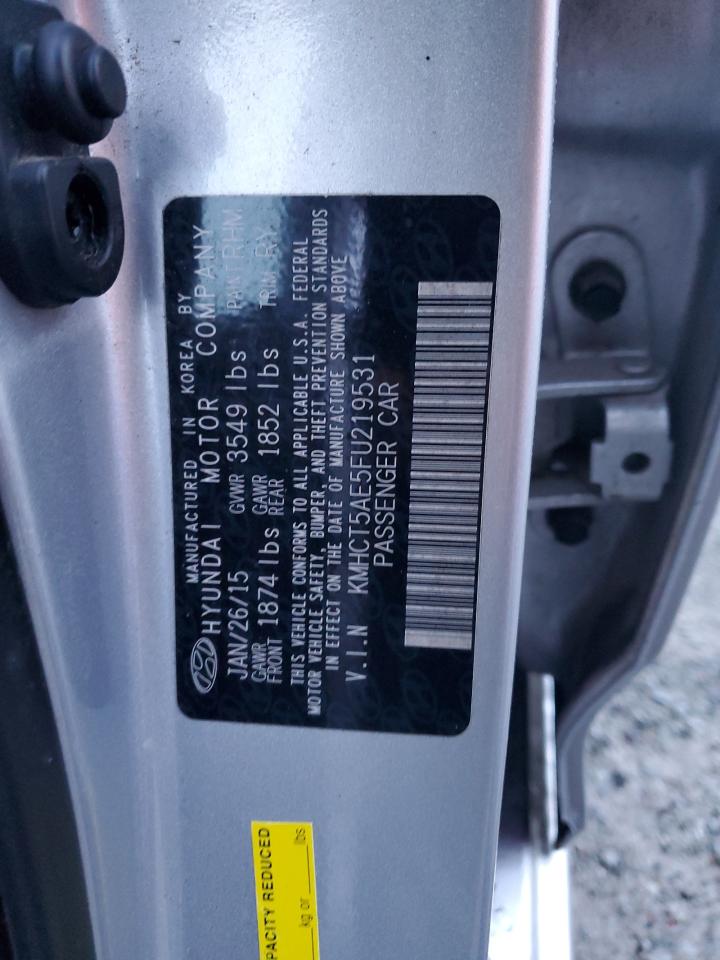 MANUFACTURED IN KOREA BY
HYUNDAI MOTOR COMPANY
JAN/26/15 GVWR 3549 lbs PAINT RHM
GAWR FRONT 1874 lbs GAWR REAR 1852 lbs TRIM RY
THIS VEHICLE CONFORMS TO ALL APPLICABLE U.S.A. FEDERAL
MOTOR VEHICLE SAFETY, BUMPER, AND THEFT PREVENTION STANDARDS
IN EFFECT ON THE DATE OF MANUFACTURE SHOWN ABOVE
V.I.N KMHCT5AE5FU219531
PASSENGER CAR
PACITY REDUCED
kg or lbs